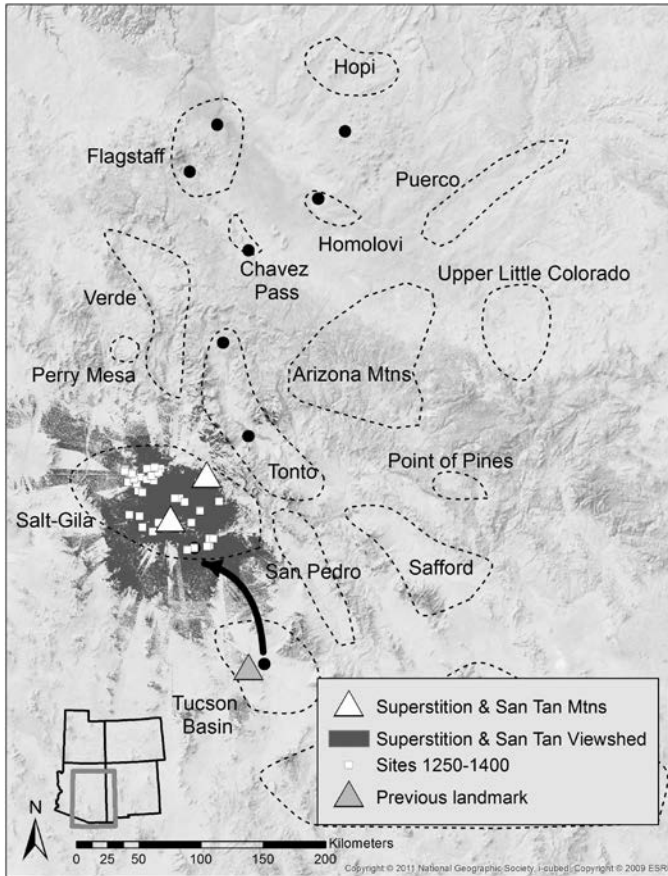 Hopi
Flagstaff
Puerco
Homolovi
Chavez
Pass
Upper Little Colorado
Verde
Perry Mesa
Arizona Mtns
Tonto
Point of Pines
Salt-Gila
San Pedro
Safford
Tucson
Basin
Superstition & San Tan Mtns
Superstition & San Tan Viewshed
Sites 1250-1400
Previous landmark
N
Kilometers
0 25 50 100 150 200
Copyright © 2011 National Geographic Society, i-cubed; Copyright © 2009 ESRI